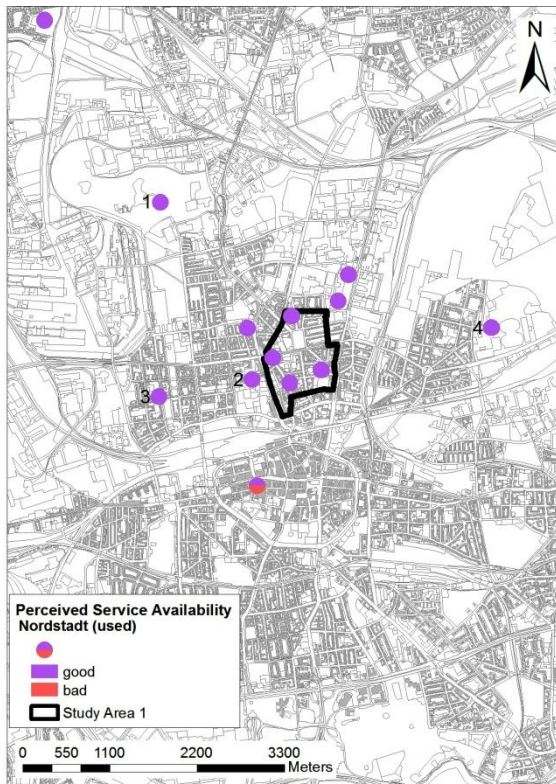 N
1
4
2
3
Perceived Service Availability
Nordstadt (used)
good
bad
Study Area 1
0 550 1100 2200 3300
Meters